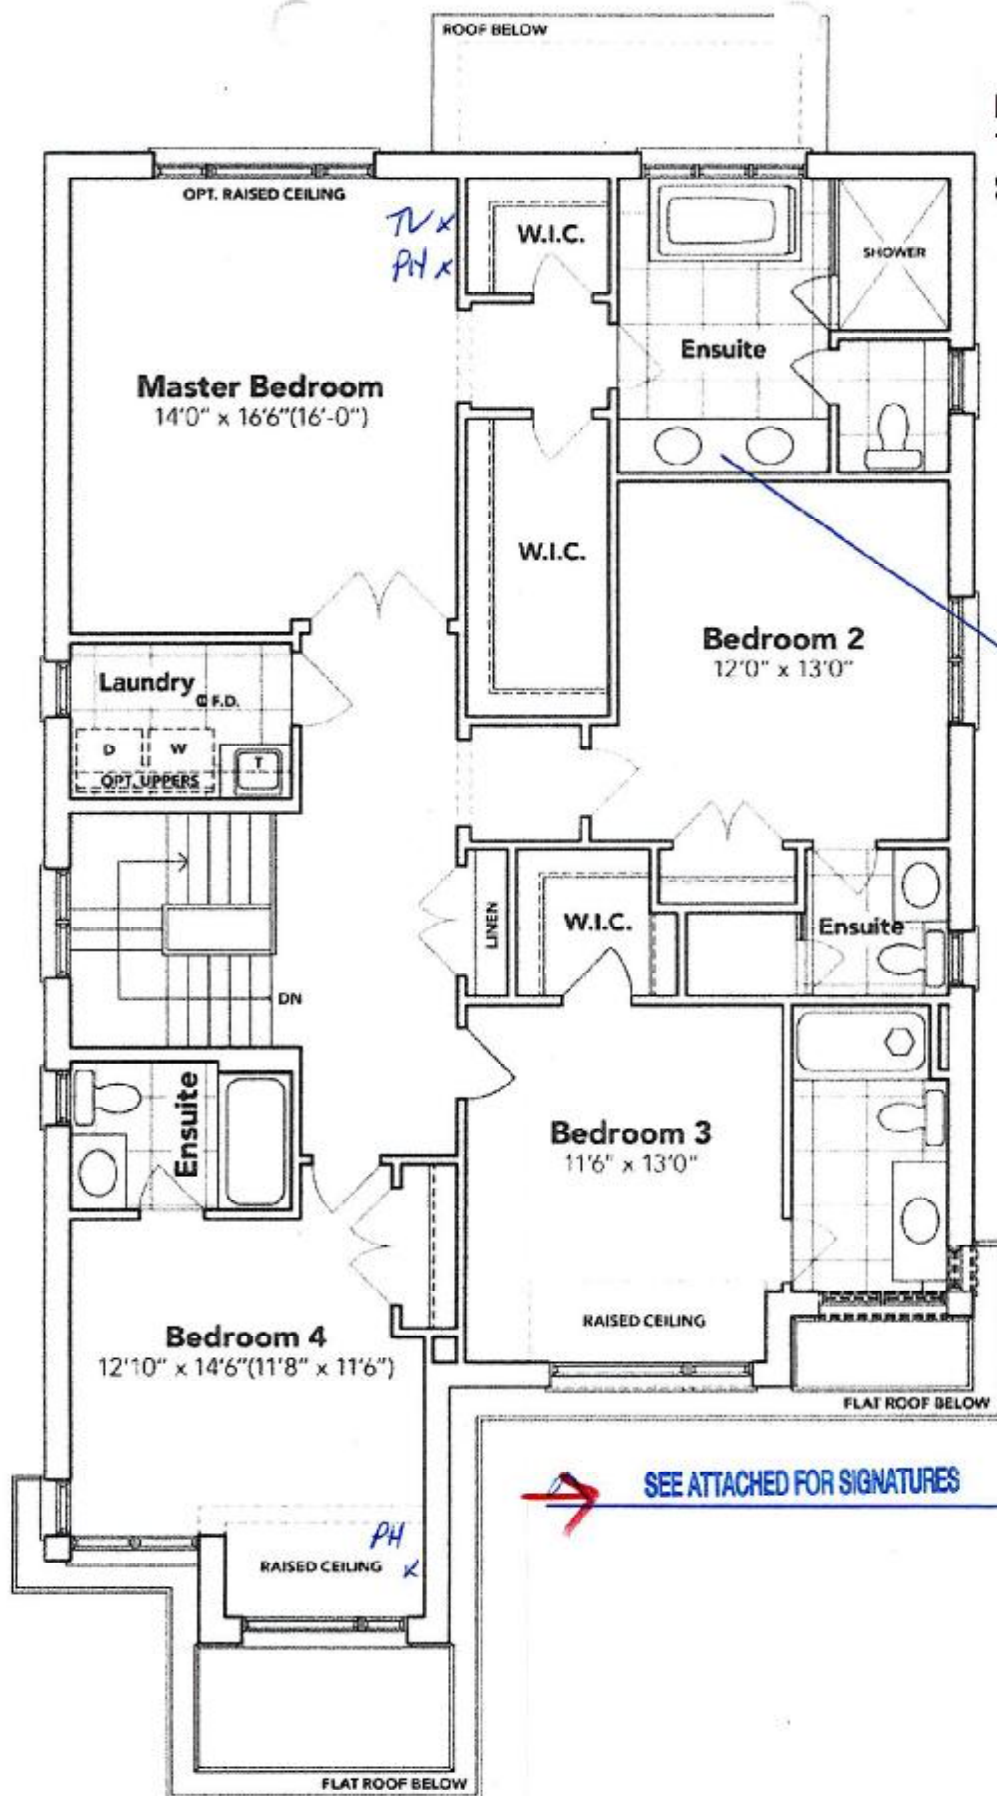 ROOF BELOW
OPT. RAISED CEILING
TV x
PH x
W.I.C.
SHOWER
Ensuite
Master Bedroom
14'0" x 16'6"(16'-0")
W.I.C.
Bedroom 2
12'0" x 13'0"
Laundry
F.D.
D
W
T
OPT. UPPERS
LINEN
W.I.C.
Ensuite
DN
Ensuite
Bedroom 3
11'6" x 13'0"
RAISED CEILING
Bedroom 4
12'10" x 14'6"(11'8" x 11'6")
FLAT ROOF BELOW
SEE ATTACHED FOR SIGNATURES
PH
x
RAISED CEILING
FLAT ROOF BELOW